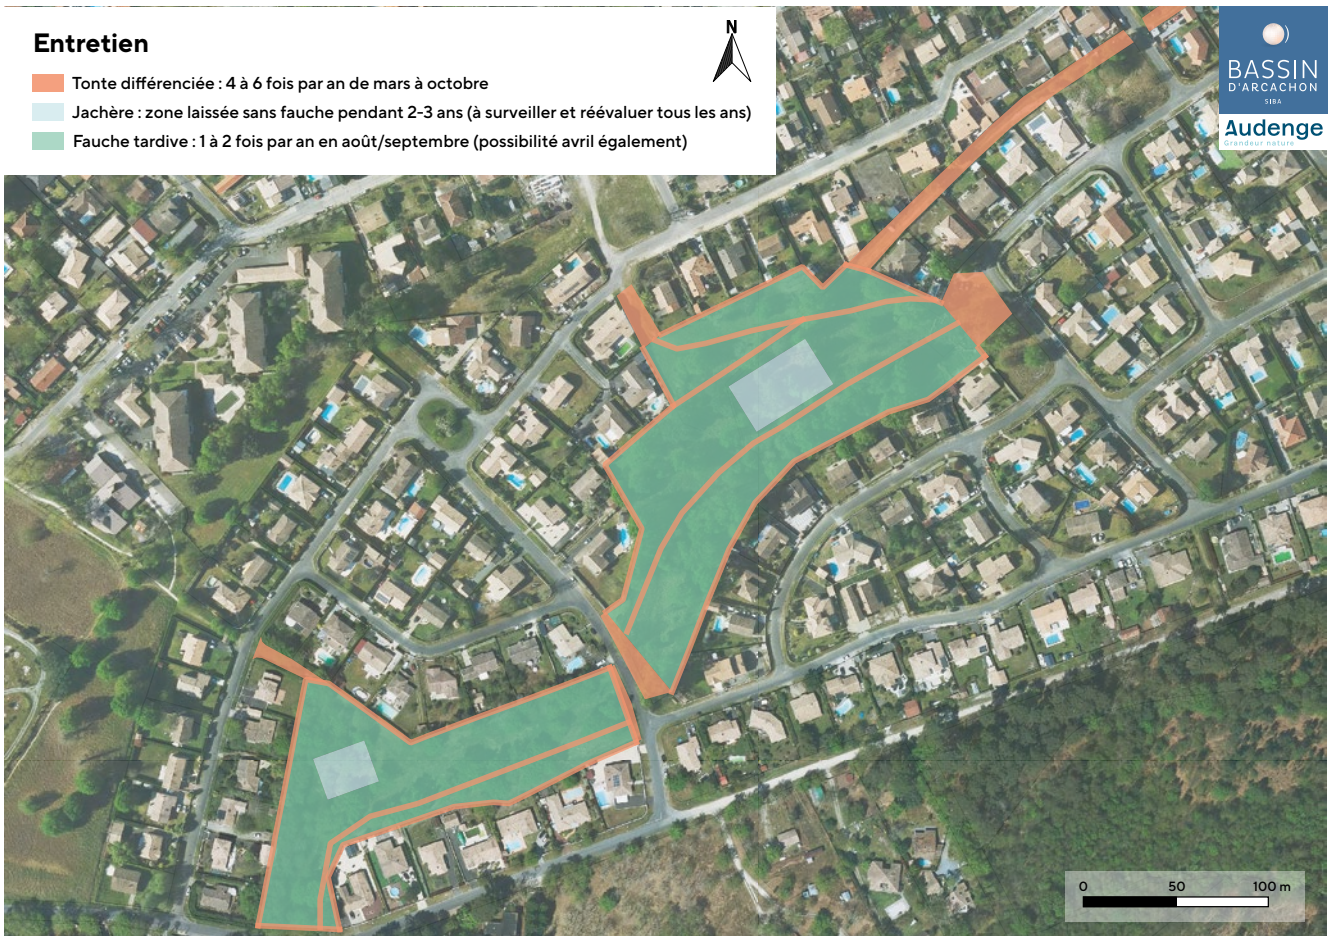 Entretien
Tonte différenciée : 4 à 6 fois par an de mars à octobre
Jachère : zone laissée sans fauche pendant 2-3 ans (à surveiller et réévaluer tous les ans)
Fauche tardive : 1 à 2 fois par an en août/septembre (possibilité avril également)
N
BASSIN
D'ARCACHON
SIBA
Audenge
Grandeur nature
0 50 100 m